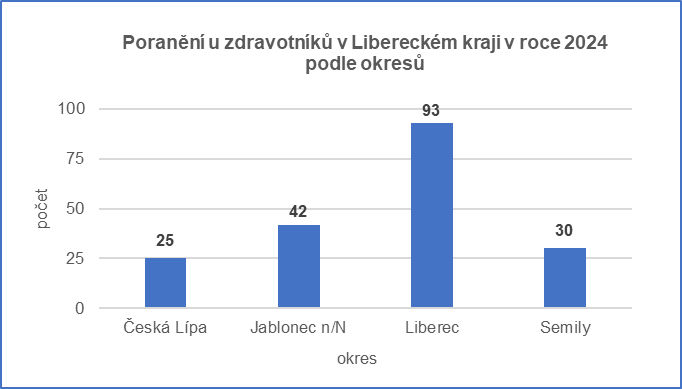 Poranění u zdravotníků v Libereckém kraji v roce 2024
podle okresů
100
75
50
25
0
počet
25
42
93
30
Česká Lípa
Jablonec n/N
Liberec
Semily
okres